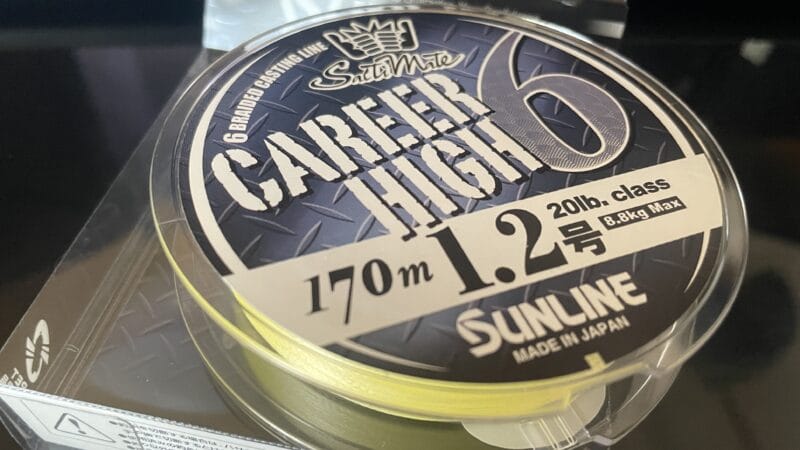 6 BRAIDED CASTING LINE
SaltiMate
CAREER
HIGH 6
170m 1.2号
20lb. class
8.8kg Max
SUNLINE
MADE IN JAPAN